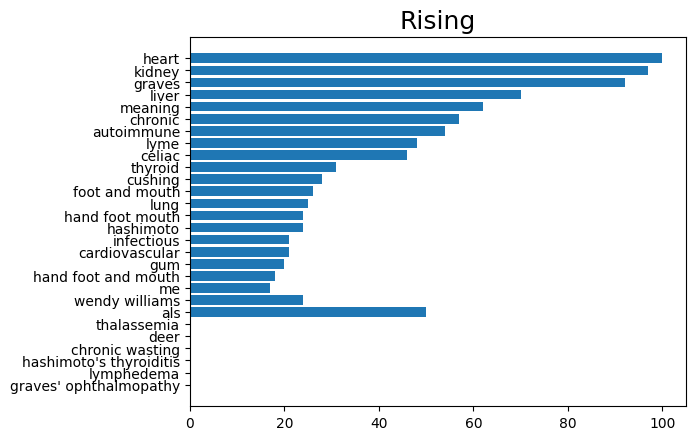 Rising
heart
kidney
graves
liver
meaning
chronic
autoimmune
lyme
celiac
thyroid
cushing
foot and mouth
lung
hand foot mouth
hashimoto
infectious
cardiovascular
gum
hand foot and mouth
me
wendy williams
als
thalassemia
deer
chronic wasting
hashimoto's thyroiditis
lymphedema
graves' ophthalmopathy
0 20 40 60 80 100